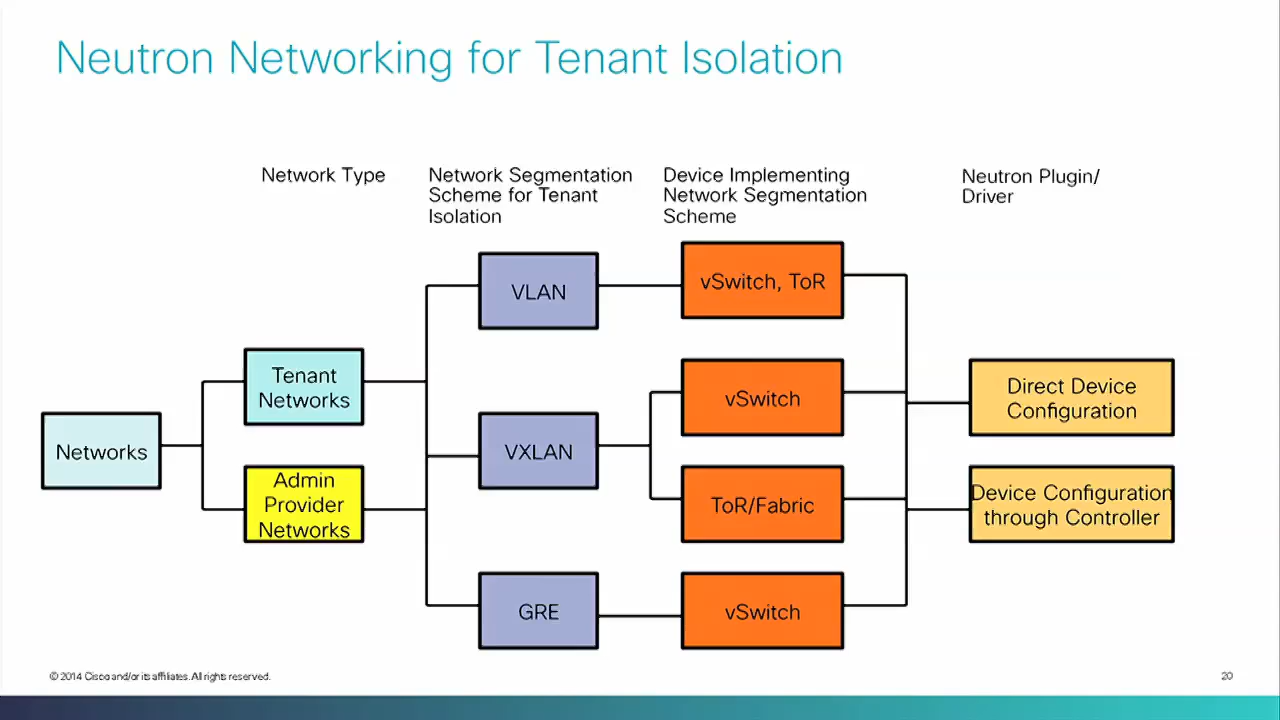 Neutron Networking for Tenant Isolation
Network Type
Network Segmentation
Scheme for Tenant
Isolation
Device Implementing
Network Segmentation
Scheme
Neutron Plugin/
Driver
Networks
Tenant
Networks
Admin
Provider
Networks
VLAN
VXLAN
GRE
vSwitch, ToR
vSwitch
ToR/Fabric
vSwitch
Direct Device
Configuration
Device Configuration
through Controller
© 2014 Cisco and/or its affiliates. All rights reserved.
20